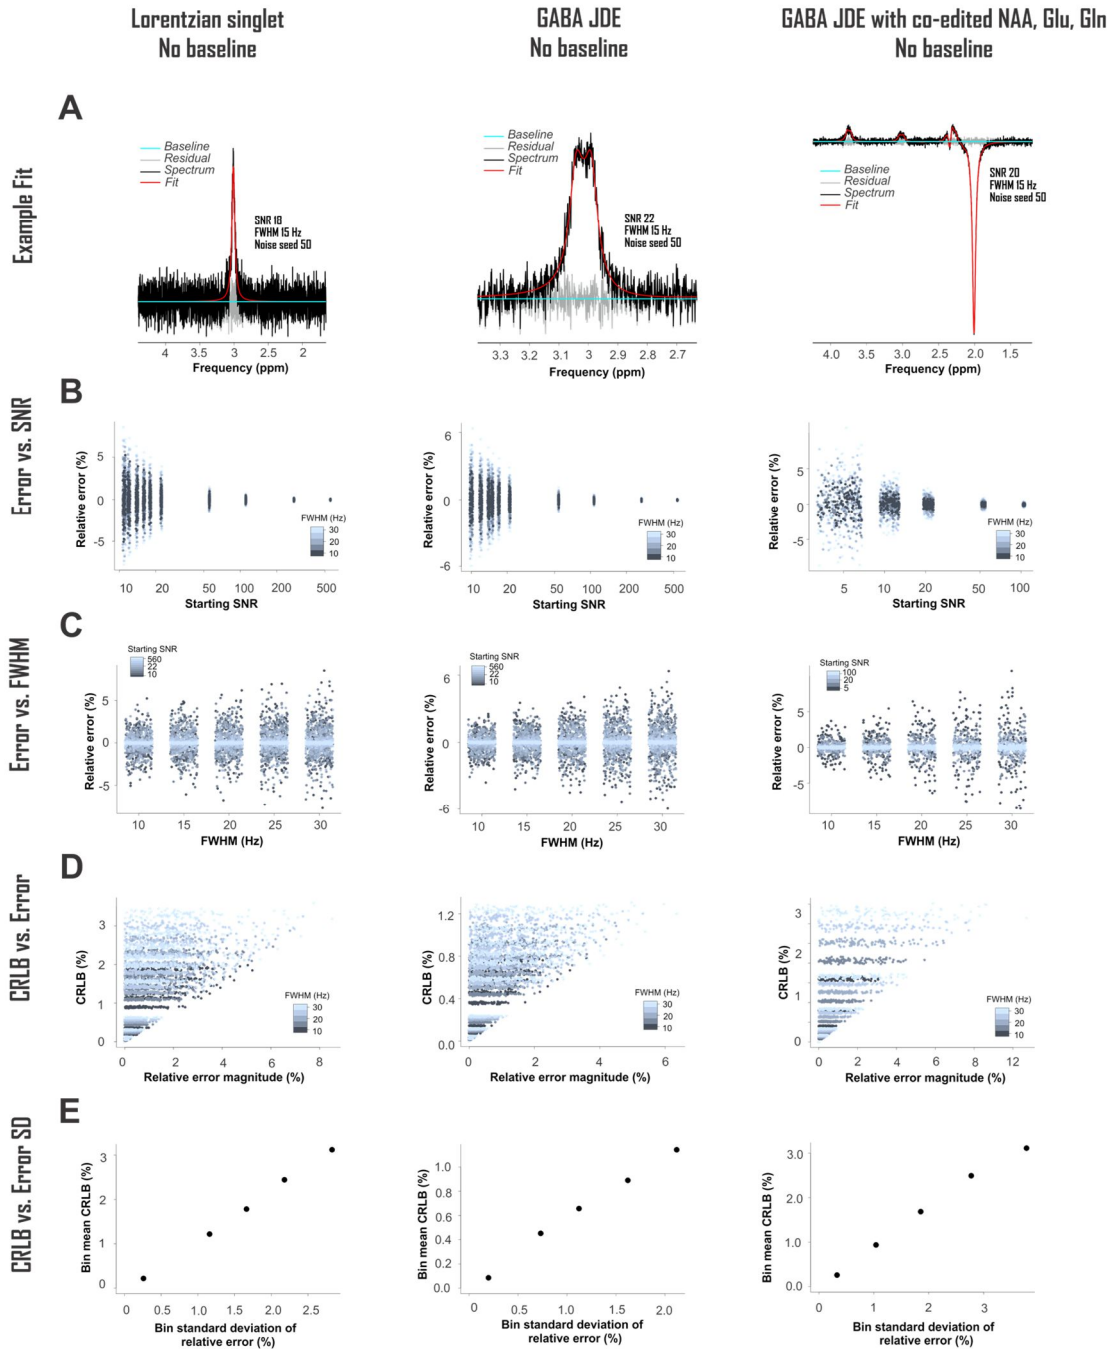 Lorentzian singlet
No baseline
GABA JDE
No baseline
GABA JDE with co-edited NAA, Glu, Gln
No baseline
A
Example Fit
Baseline
Residual
Spectrum
Fit
SNR 18
FWHM 15 Hz
Noise seed 50
4 3.5 3 2.5 2
Frequency (ppm)
Baseline
Residual
Spectrum
Fit
SNR 22
FWHM 15 Hz
Noise seed 50
3.3 3.2 3.1 3 2.9 2.8 2.7
Frequency (ppm)
Baseline
Residual
Spectrum
Fit
SNR 20
FWHM 15 Hz
Noise seed 50
4.0 3.5 3.0 2.5 2.0 1.5
Frequency (ppm)
B
Error vs. SNR
Relative error (%)
5
0
-5
FWHM (Hz)
30
20
10
10 20 50 100 200 500
Starting SNR
Relative error (%)
6
0
-6
FWHM (Hz)
30
20
10
10 20 50 100 200 500
Starting SNR
Relative error (%)
5
0
-5
FWHM (Hz)
30
20
10
5 10 20 50 100
Starting SNR
C
Error vs. FWHM
Starting SNR
560
22
10
Relative error (%)
5
0
-5
10 15 20 25 30
FWHM (Hz)
Starting SNR
560
22
10
Relative error (%)
6
0
-6
10 15 20 25 30
FWHM (Hz)
Starting SNR
100
20
5
Relative error (%)
5
0
-5
10 15 20 25 30
FWHM (Hz)
D
CRLB vs. Error
CRLB (%)
3
2
1
0
FWHM (Hz)
30
20
10
0 2 4 6 8
Relative error magnitude (%)
CRLB (%)
1.2
0.8
0.4
0.0
FWHM (Hz)
30
20
10
0 2 4 6
Relative error magnitude (%)
CRLB (%)
3
2
1
0
FWHM (Hz)
30
20
10
0 2 4 6 8 10 12
Relative error magnitude (%)
E
CRLB vs. Error SD
Bin mean CRLB (%)
3
2
1
0
0 0.5 1.0 1.5 2.0 2.5
Bin standard deviation of
relative error (%)
Bin mean CRLB (%)
1.0
0.8
0.6
0.4
0.2
0.0
0 0.5 1.0 1.5 2.0
Bin standard deviation of
relative error (%)
Bin mean CRLB (%)
3.0
2.0
1.0
0.0
0 1 2 3
Bin standard deviation of
relative error (%)